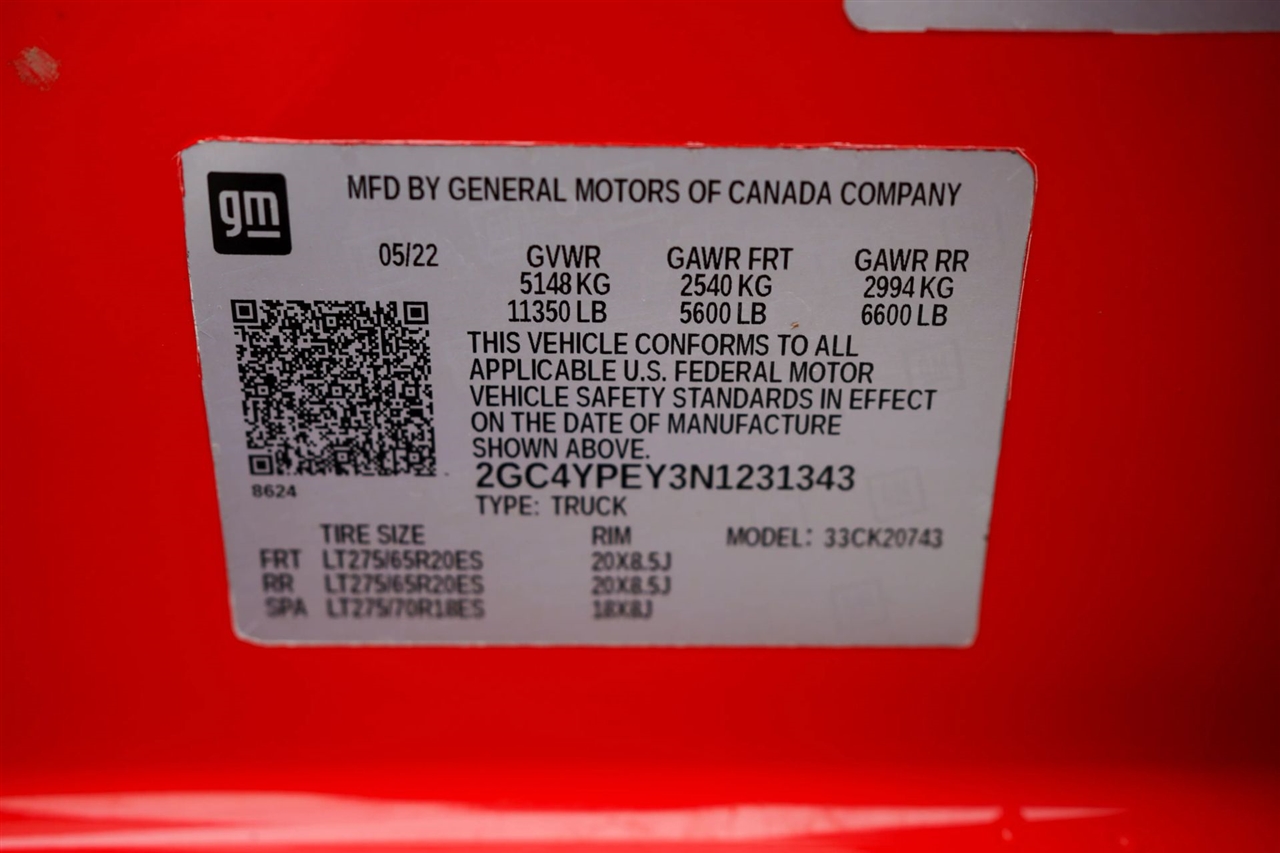 gm
MFD BY GENERAL MOTORS OF CANADA COMPANY
05/22 GVWR GAWR FRT GAWR RR
5148 KG 2540 KG 2994 KG
11350 LB 5600 LB 6600 LB
THIS VEHICLE CONFORMS TO ALL
APPLICABLE U.S. FEDERAL MOTOR
VEHICLE SAFETY STANDARDS IN EFFECT
ON THE DATE OF MANUFACTURE
SHOWN ABOVE.
2GC4YPEY3N1231343
8624
TYPE: TRUCK
TIRE SIZE RIM MODEL: 33CK20743
FRT LT275/65R20ES 20X8.5J
RR LT275/65R20ES 20X8.5J
SPA LT275/70R18ES 18X8J